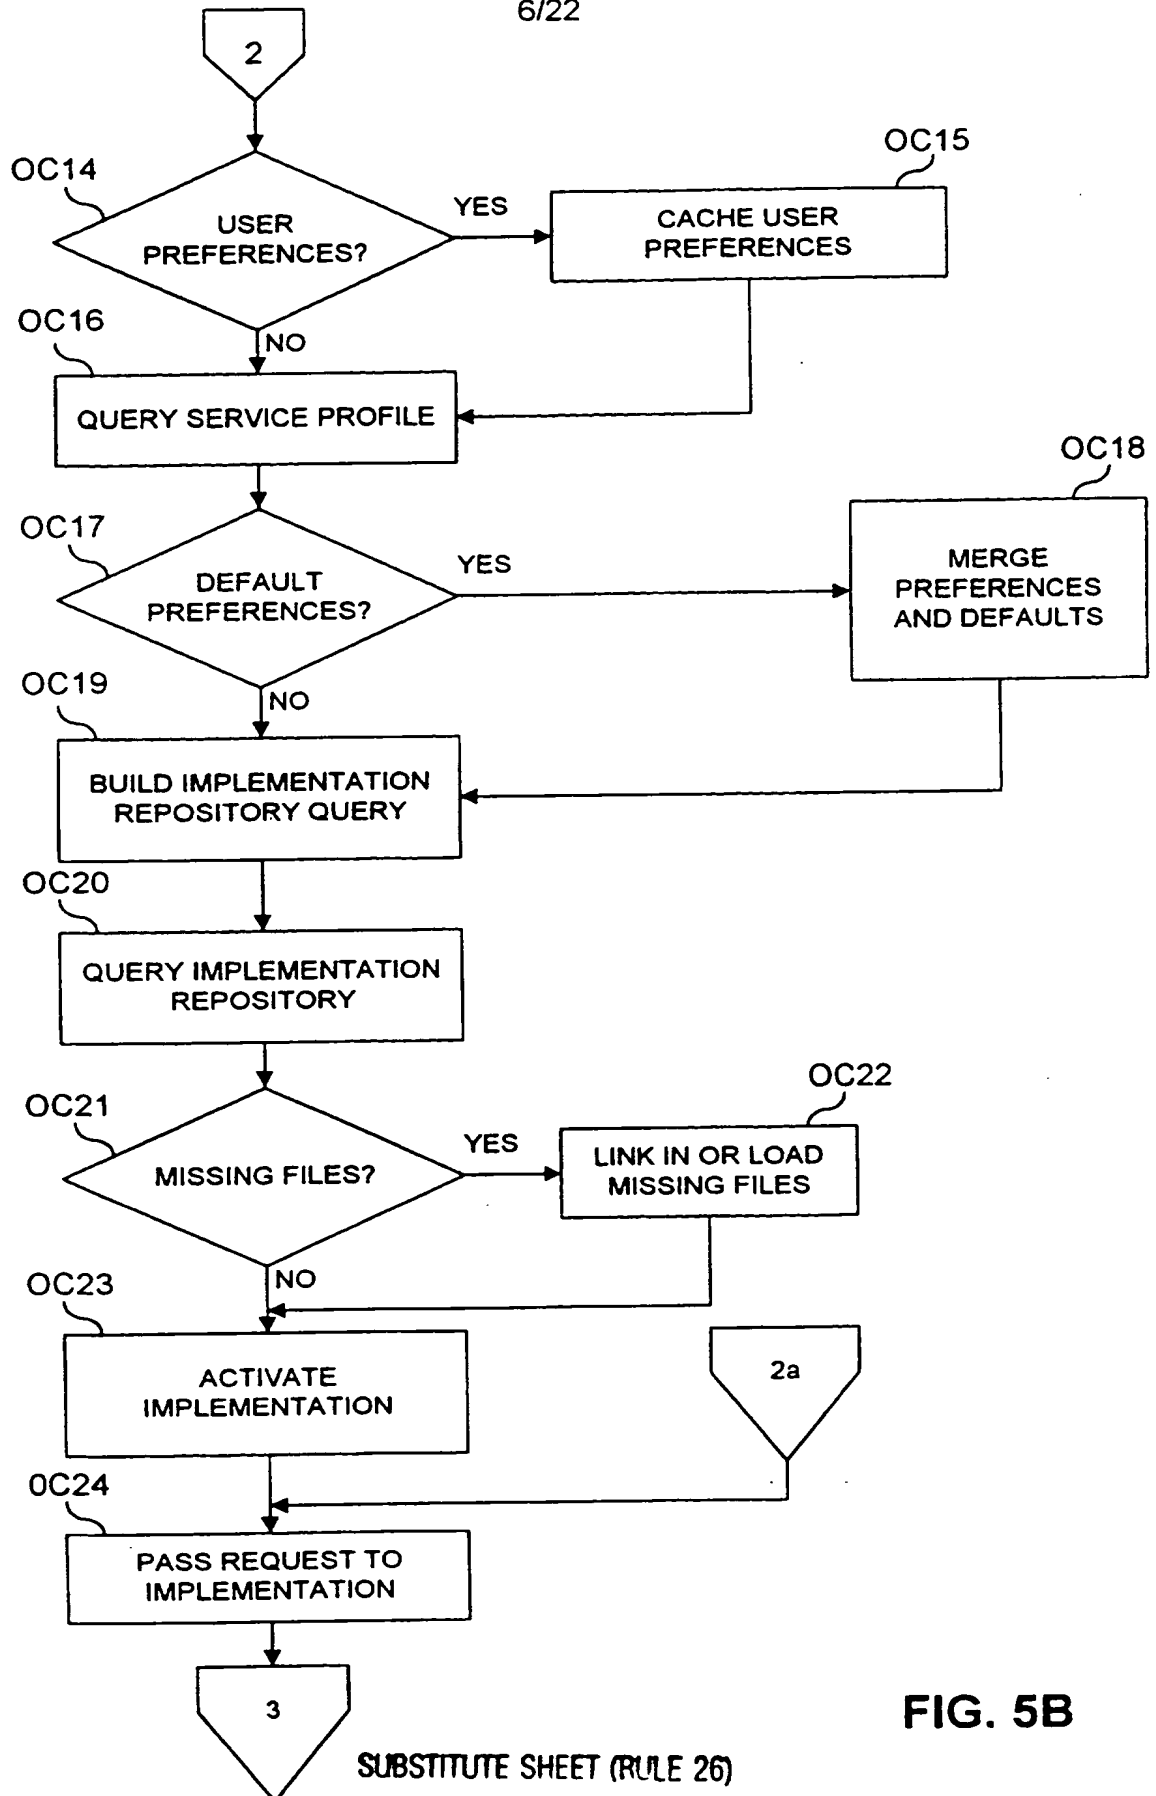 6/22
2
OC14
USER
PREFERENCES?
YES
OC15
CACHE USER
PREFERENCES
NO
OC16
QUERY SERVICE PROFILE
OC17
DEFAULT
PREFERENCES?
YES
OC18
MERGE
PREFERENCES
AND DEFAULTS
NO
OC19
BUILD IMPLEMENTATION
REPOSITORY QUERY
OC20
QUERY IMPLEMENTATION
REPOSITORY
OC21
MISSING FILES?
YES
OC22
LINK IN OR LOAD
MISSING FILES
NO
OC23
ACTIVATE
IMPLEMENTATION
2a
0C24
PASS REQUEST TO
IMPLEMENTATION
3
FIG. 5B
SUBSTITUTE SHEET (RULE 26)